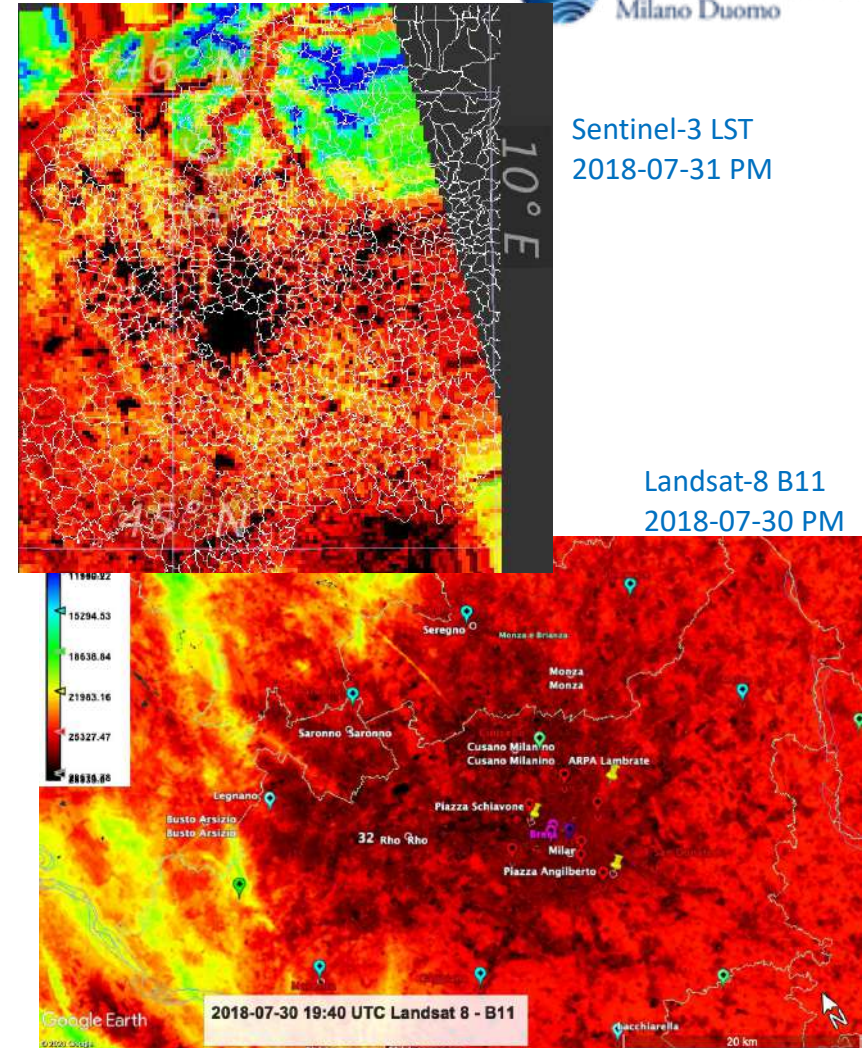 Milano Duomo
46° N
10° E
Sentinel-3 LST
2018-07-31 PM
45° N
Landsat-8 B11
2018-07-30 PM
15294.53
18638.84
21983.16
25327.47
Seregno
Monza e Brianza
Monza
Monza
Saronno Saronno
Cusano Milanino
Cusano Milanino
ARPA Lambrate
Legnano
Busto Arsizio
Busto Arsizio
Piazza Schiavone
32 Rho Rho
Brera
Milan
Piazza Angilberto
2018-07-30 19:40 UTC Landsat 8 - B11
Google Earth
© 2020 Google
N
20 km